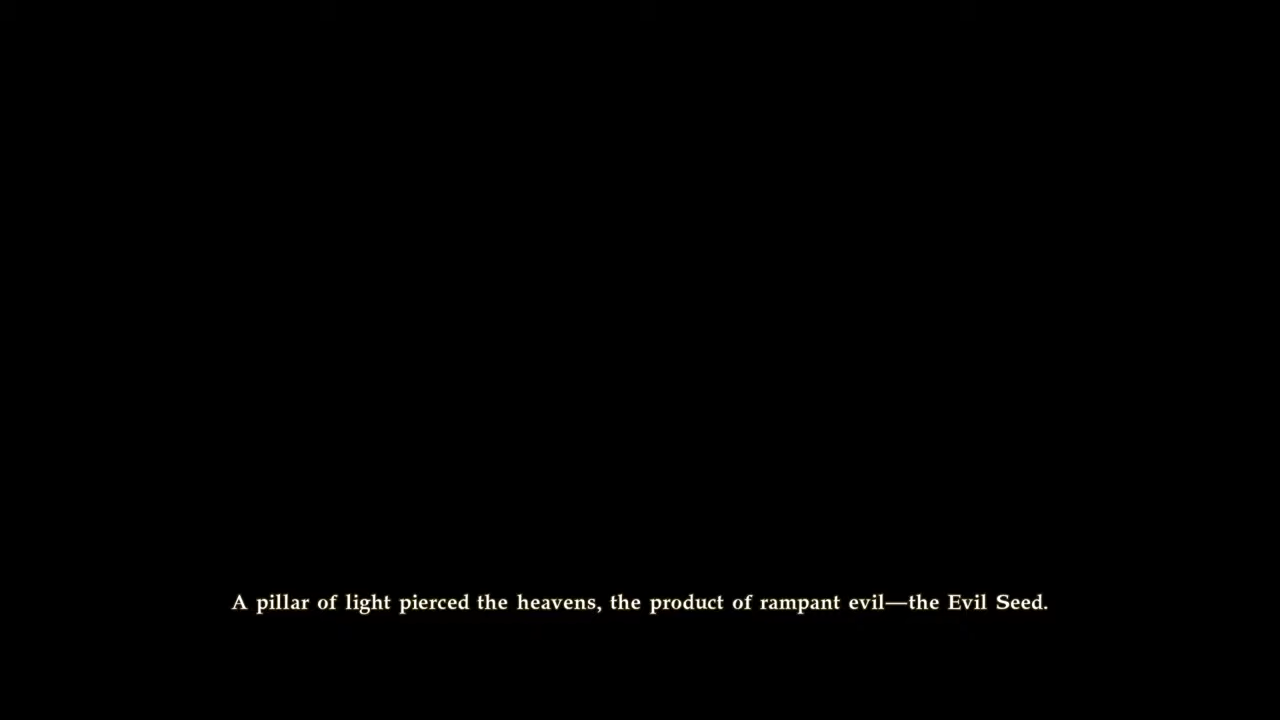 A pillar of light pierced the heavens, the product of rampant evil—the Evil Seed.